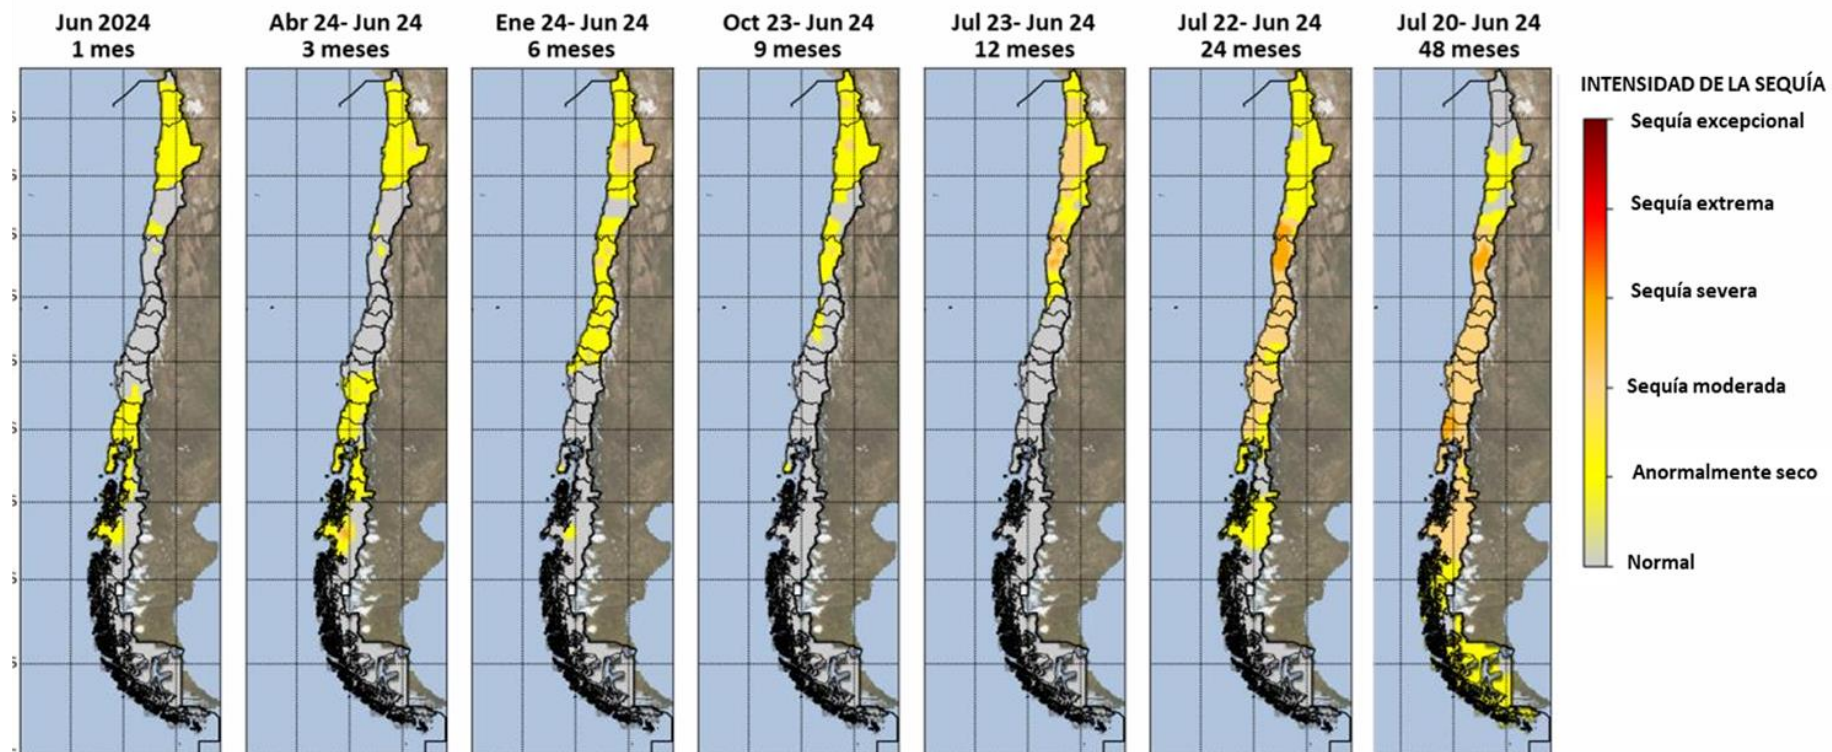 Jun 2024
1 mes
Abr 24- Jun 24
3 meses
Ene 24- Jun 24
6 meses
Oct 23- Jun 24
9 meses
Jul 23- Jun 24
12 meses
Jul 22- Jun 24
24 meses
Jul 20- Jun 24
48 meses
INTENSIDAD DE LA SEQUÍA
Sequía excepcional
Sequía extrema
Sequía severa
Sequía moderada
Anormalmente seco
Normal